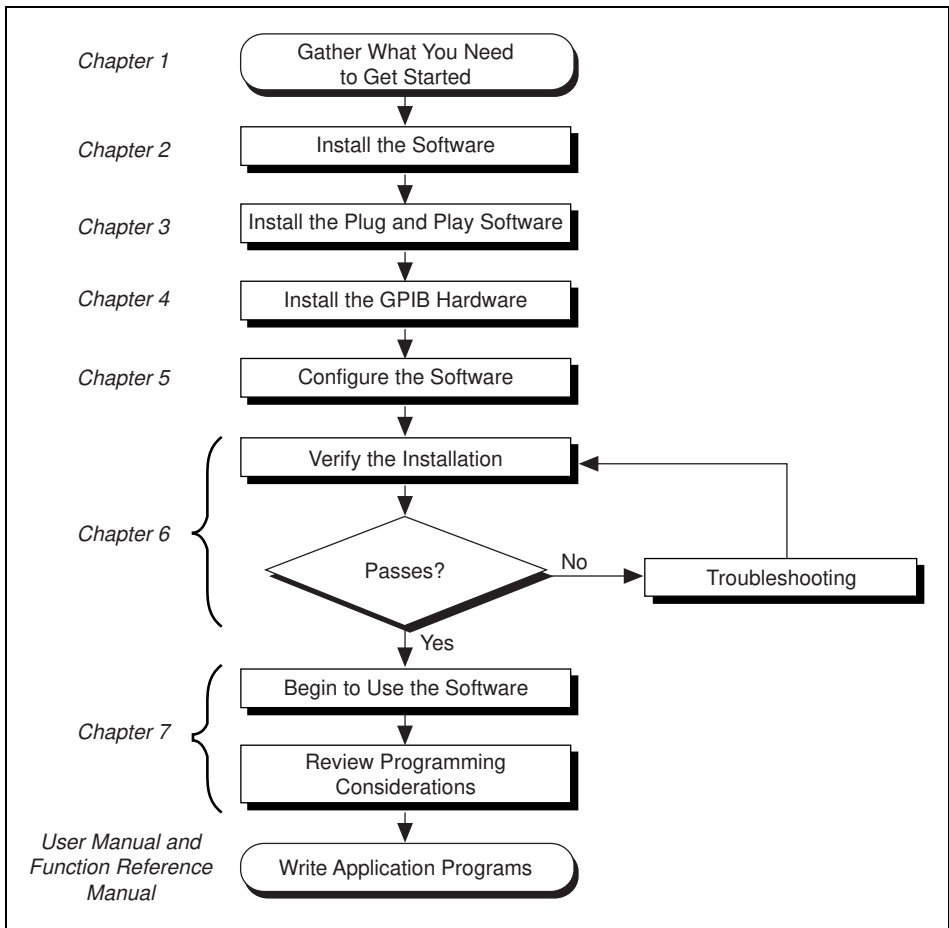 Chapter 1
Gather What You Need
to Get Started
Chapter 2
Install the Software
Chapter 3
Install the Plug and Play Software
Chapter 4
Install the GPIB Hardware
Chapter 5
Configure the Software
Chapter 6
Verify the Installation
Passes?
No
Troubleshooting
Yes
Chapter 7
Begin to Use the Software
Review Programming
Considerations
User Manual and
Function Reference
Manual
Write Application Programs